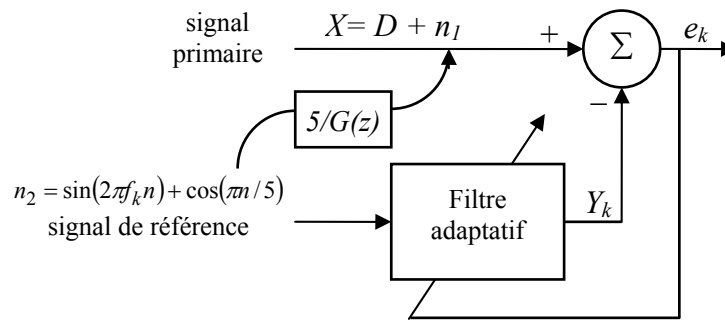 signal
primaire
X= D + n₁
+
Σ
eₖ
−
5/G(z)
n₂ = sin(2πfₖn)+ cos(πn/5)
signal de référence
Filtre
adaptatif
Yₖ